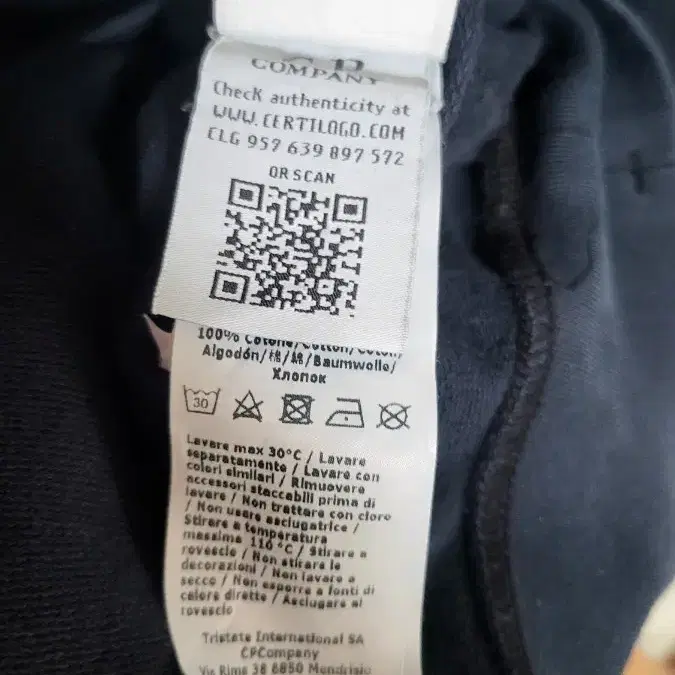 COMPANY
Check authenticity at
WWW.CERTILOGO.COM
CLG 957 639 897 572
OR SCAN
100% Cotone/Cotton/Coton/
Algodón/棉/綿/Baumwolle/
Хлопок
30
Lavare max 30°C / Lavare
separatamente / Lavare con
colori similari / Rimuovere
accessori staccabili prima di
lavare / Non trattare con cloro
/ Non usare asciugatrice /
Stirare a temperatura
massima 110°C / Stirare a
rovescio / Non stirare le
decorazioni / Non lavare a
secco / Non esporre a fonti di
calore dirette / Asciugare al
rovescio
Tristate International SA
CPCompany
Via Rime 38 6850 Mendrisio